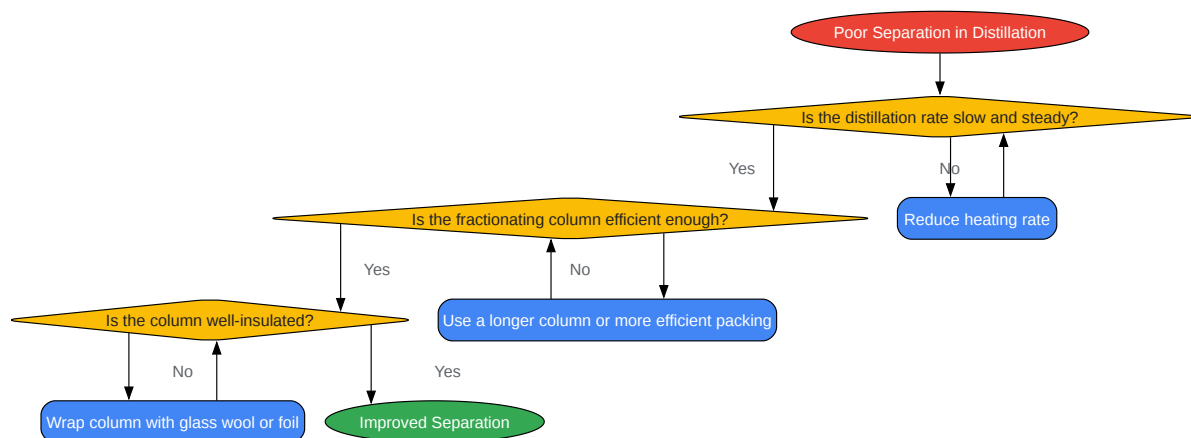 Poor Separation in Distillation
Is the distillation rate slow and steady?
Yes
No
Is the fractionating column efficient enough?
Reduce heating rate
Yes
No
Is the column well-insulated?
Use a longer column or more efficient packing
No
Yes
Wrap column with glass wool or foil
Improved Separation